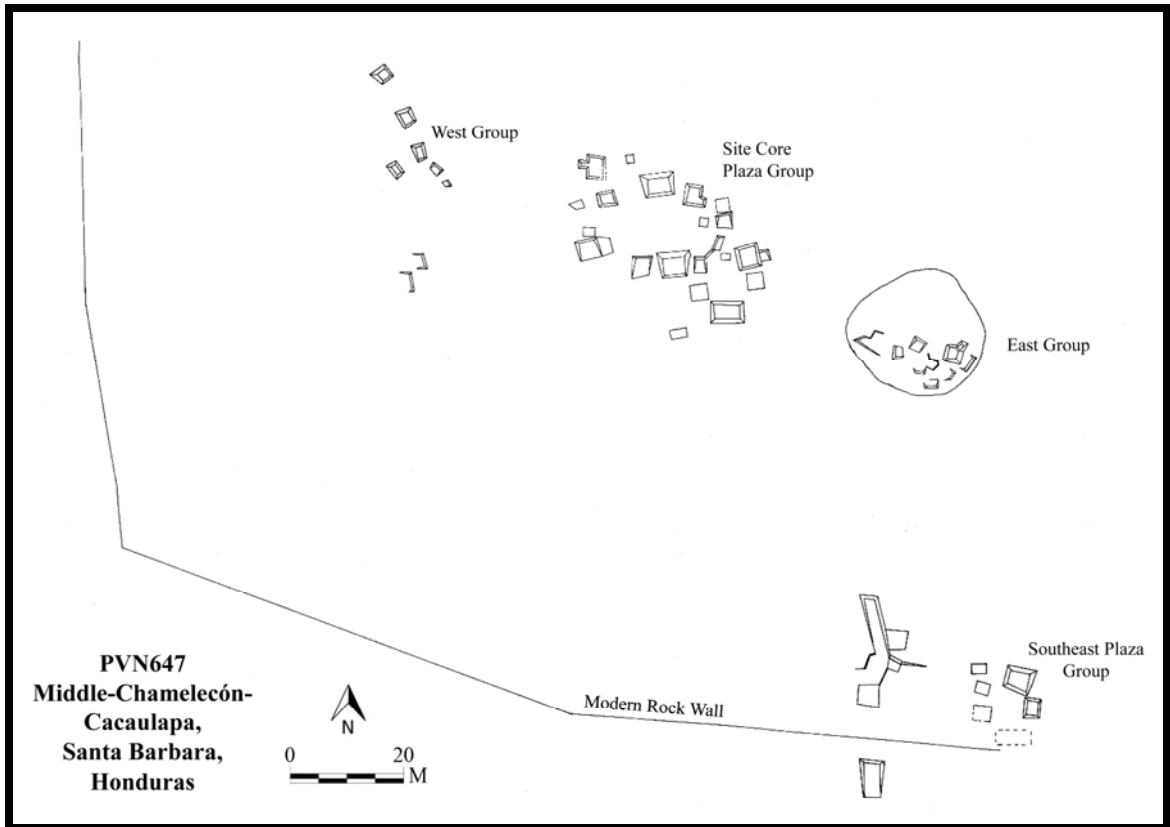 West Group
Site Core
Plaza Group
East Group
Southeast Plaza
Group
Modern Rock Wall
PVN647
Middle-Chamelecón-
Cacaulapa,
Santa Barbara,
Honduras
N
0 20
M